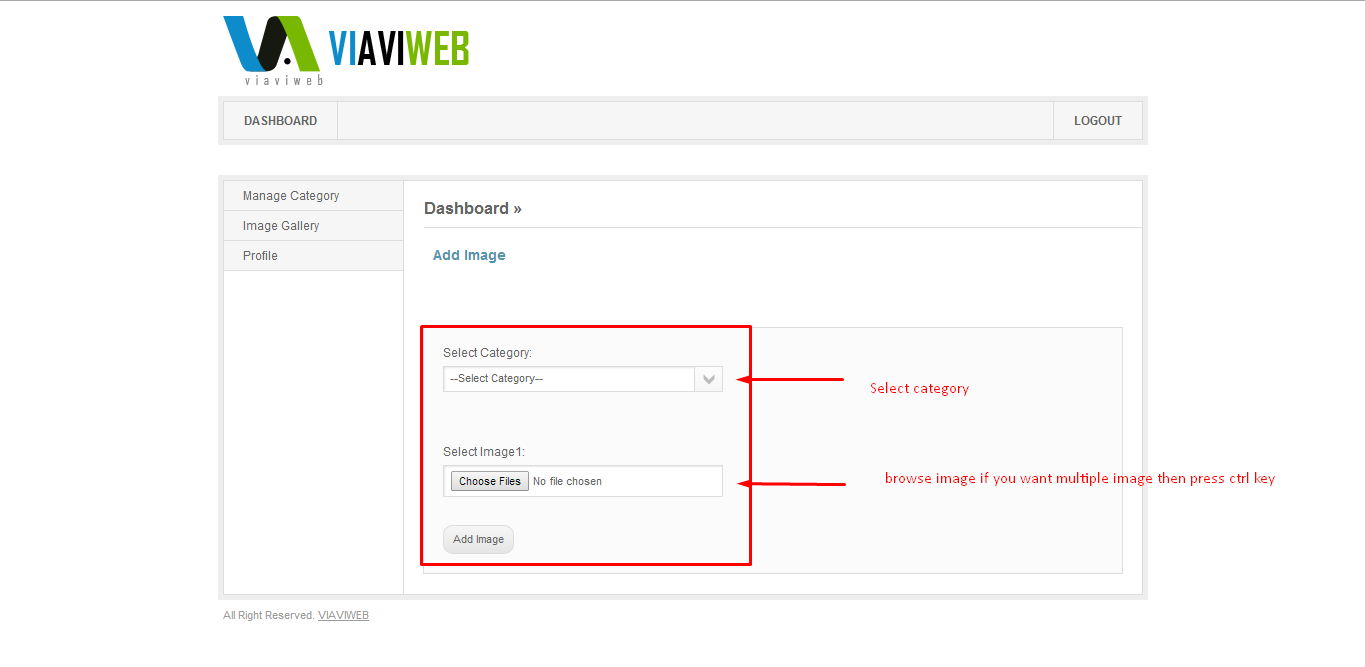 VIAVIWEB
viaviweb
DASHBOARD
LOGOUT
Manage Category
Image Gallery
Profile
Dashboard »
Add Image
Select Category:
--Select Category--
Select category
Select Image1:
Choose Files No file chosen
browse image if you want multiple image then press ctrl key
Add Image
All Right Reserved. VIAVIWEB